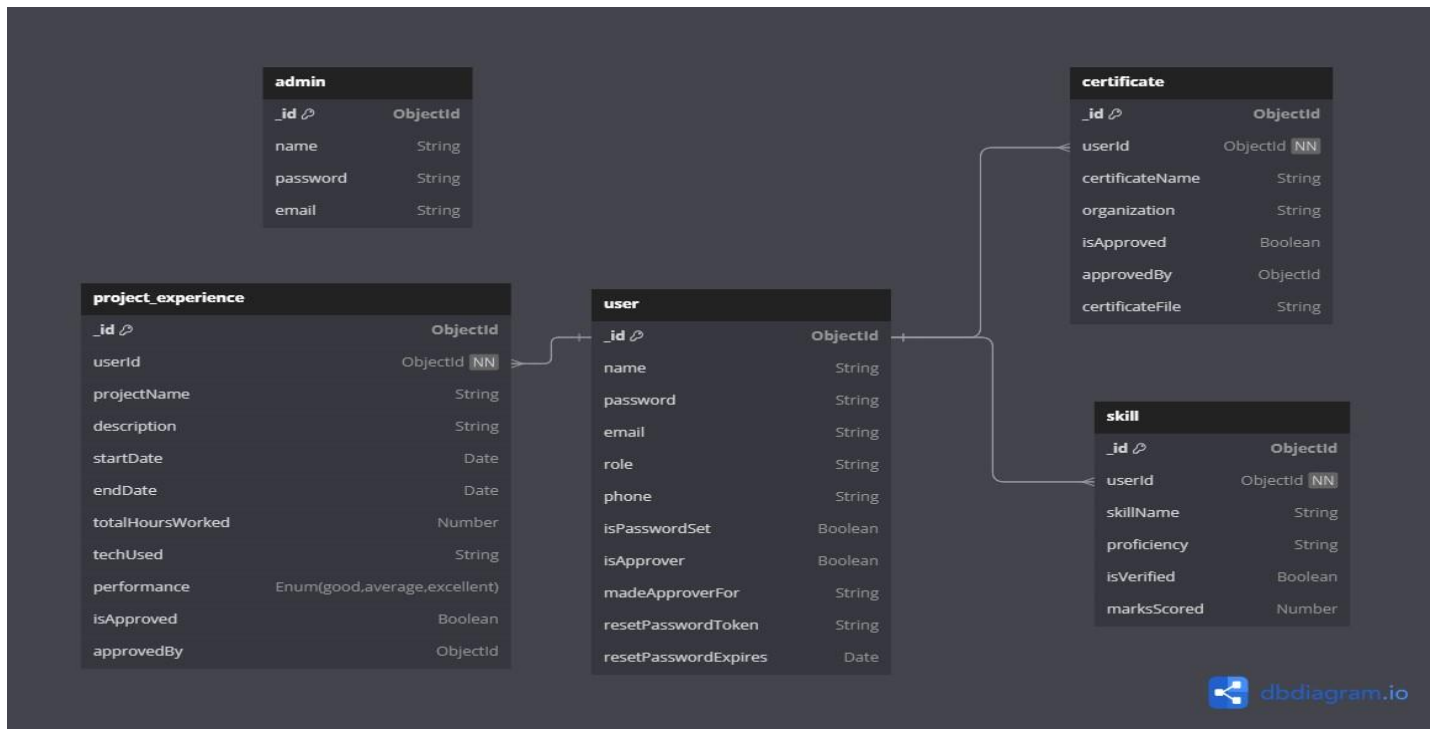 admin
_id ObjectId
name String
password String
email String
certificate
_id ObjectId
userId ObjectId NN
certificateName String
organization String
isApproved Boolean
approvedBy ObjectId
certificateFile String
project_experience
_id ObjectId
userId ObjectId NN
projectName String
description String
startDate Date
endDate Date
totalHoursWorked Number
techUsed String
performance Enum(good,average,excellent)
isApproved Boolean
approvedBy ObjectId
user
_id ObjectId
name String
password String
email String
role String
phone String
isPasswordSet Boolean
isApprover Boolean
madeApproverFor String
resetPasswordToken String
resetPasswordExpires Date
skill
_id ObjectId
userId ObjectId NN
skillName String
proficiency String
isVerified Boolean
marksScored Number
dbdiagram.io